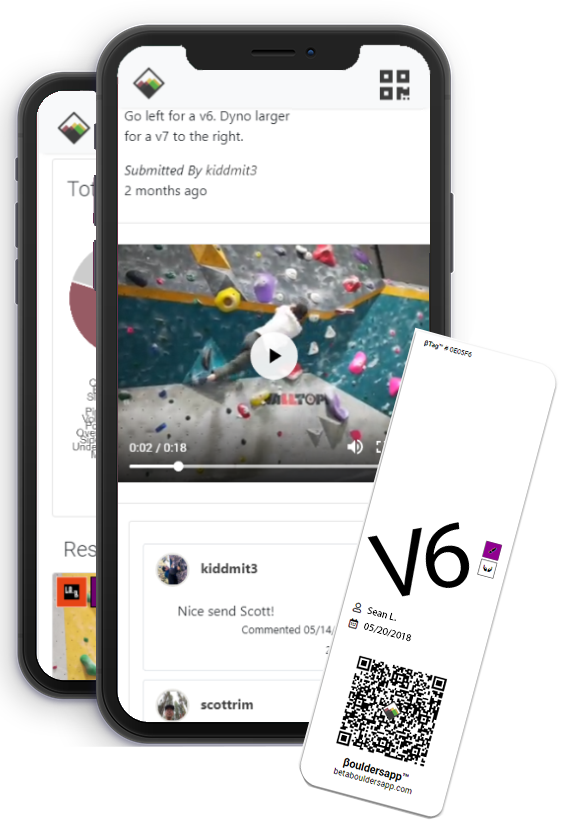 Go left for a v6. Dyno larger
for a v7 to the right.
Submitted By kiddmit3
2 months ago
0:02 / 0:18
kiddmit3
Nice send Scott!
Commented 05/14/
scottrim
Tot
Res
βTag™ # 0E05F6
V6
Sean L.
05/20/2018
βouldersapp™
betabouldersapp.com